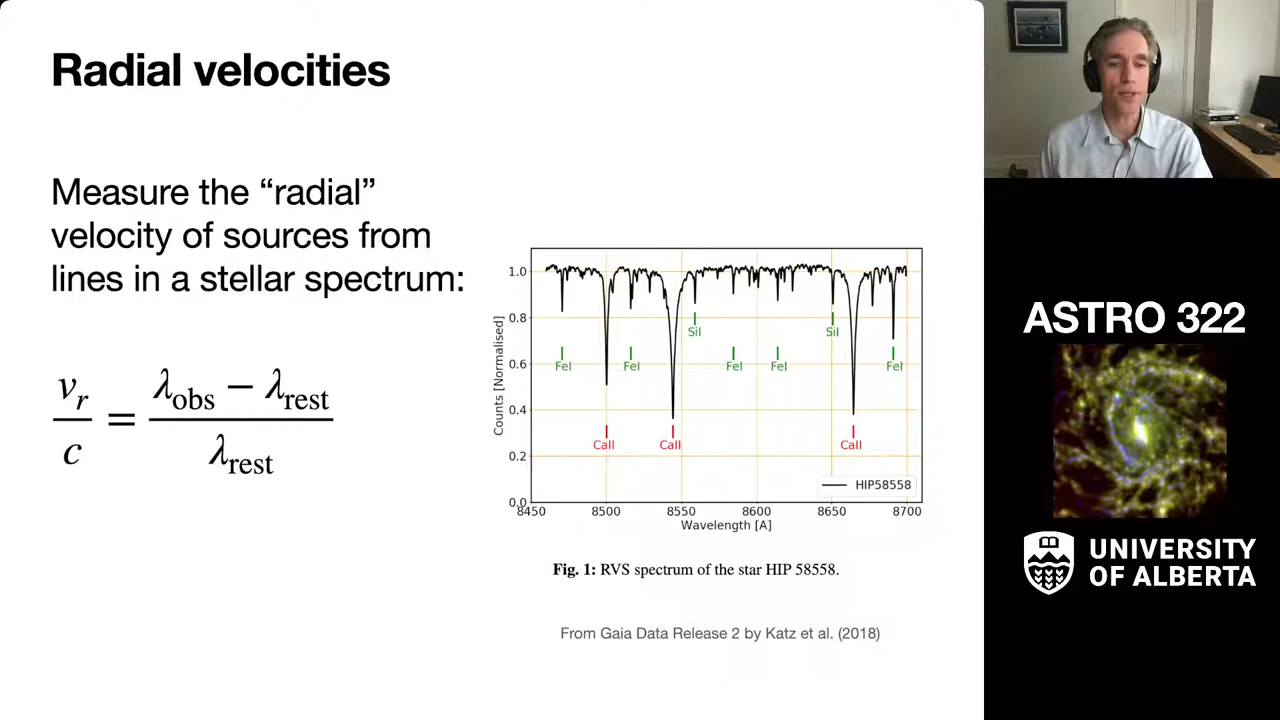 Radial velocities
Measure the “radial”
velocity of sources from
lines in a stellar spectrum:
v_r / c = (λ_obs − λ_rest) / λ_rest
Counts [Normalised]
1.0
0.8
0.6
0.4
0.2
0.0
SiI
SiI
FeI
FeI
FeI
FeI
FeI
CaII
CaII
CaII
HIP58558
8450 8500 8550 8600 8650 8700
Wavelength [A]
Fig. 1: RVS spectrum of the star HIP 58558.
From Gaia Data Release 2 by Katz et al. (2018)
ASTRO 322
UNIVERSITY
OF ALBERTA